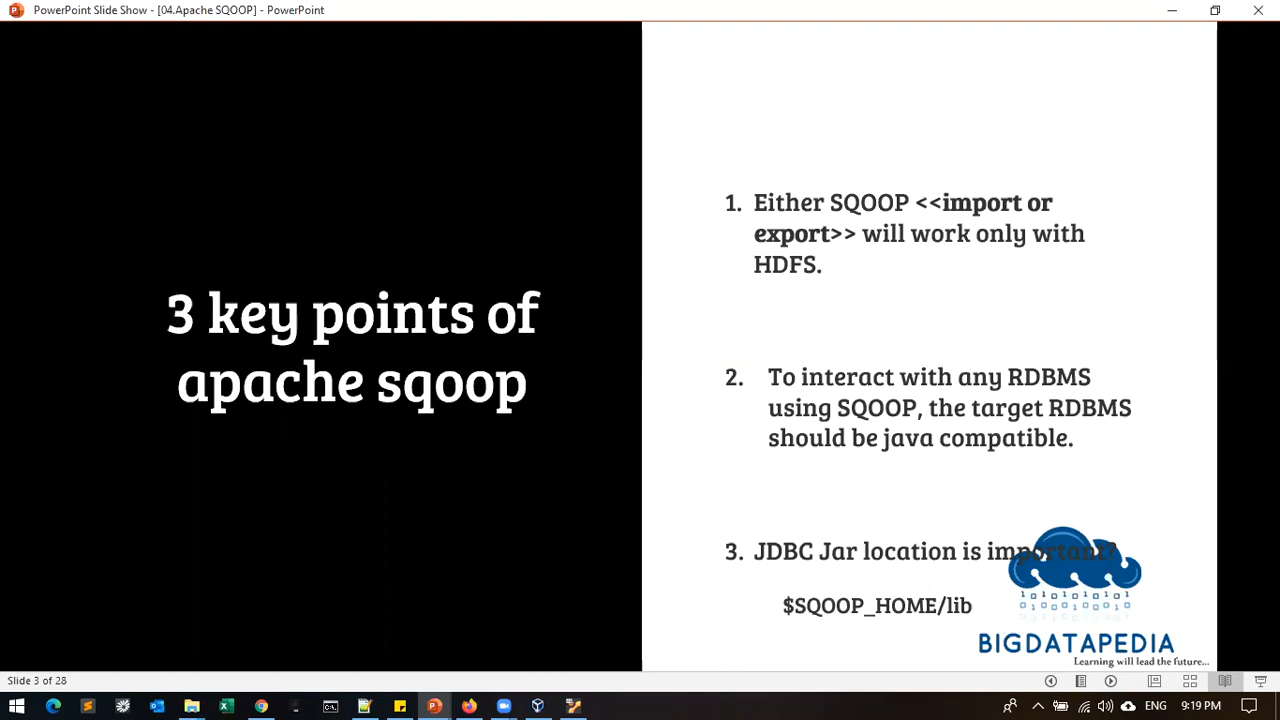 PowerPoint Slide Show - [04.Apache SQOOP] - PowerPoint
3 key points of
apache sqoop
1. Either SQOOP <<import or
export>> will work only with
HDFS.
2. To interact with any RDBMS
using SQOOP, the target RDBMS
should be java compatible.
3. JDBC Jar location is important?
$SQOOP_HOME/lib
BIGDATAPEDIA
Learning will lead the future...
Slide 3 of 28
ENG
9:19 PM